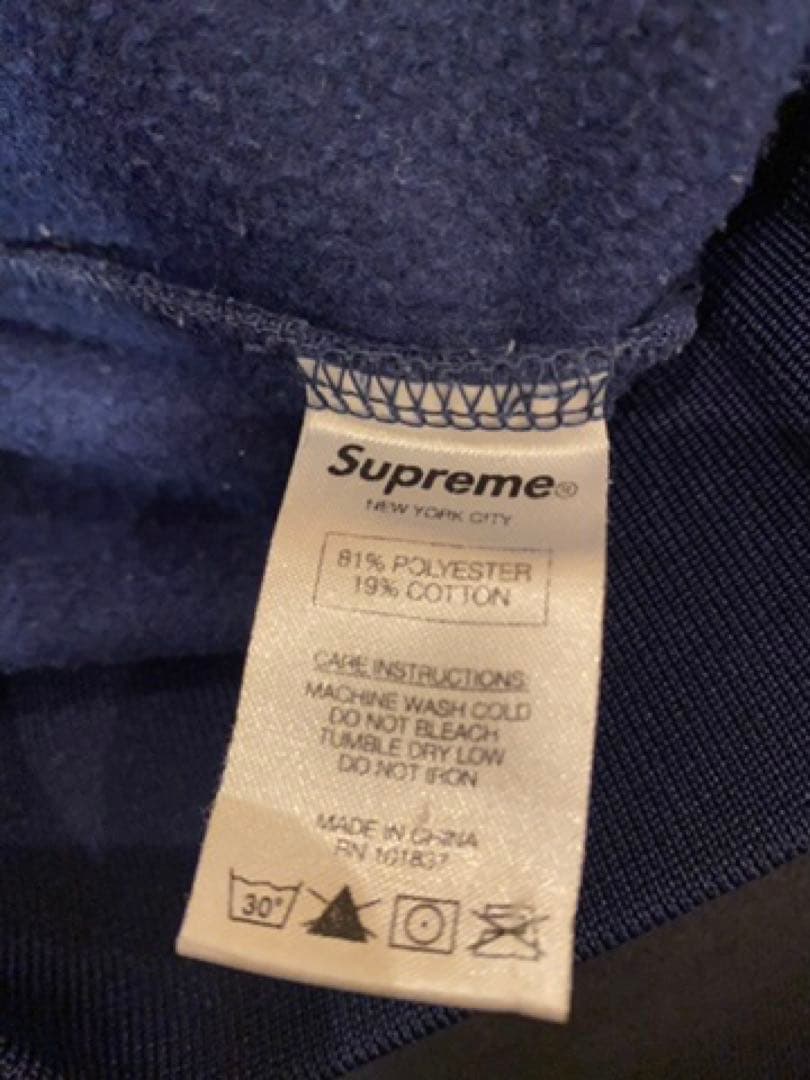 Supreme®
NEW YORK CITY
81% POLYESTER
19% COTTON
CARE INSTRUCTIONS
MACHINE WASH COLD
DO NOT BLEACH
TUMBLE DRY LOW
DO NOT IRON
MADE IN CHINA
RN 101837
30°